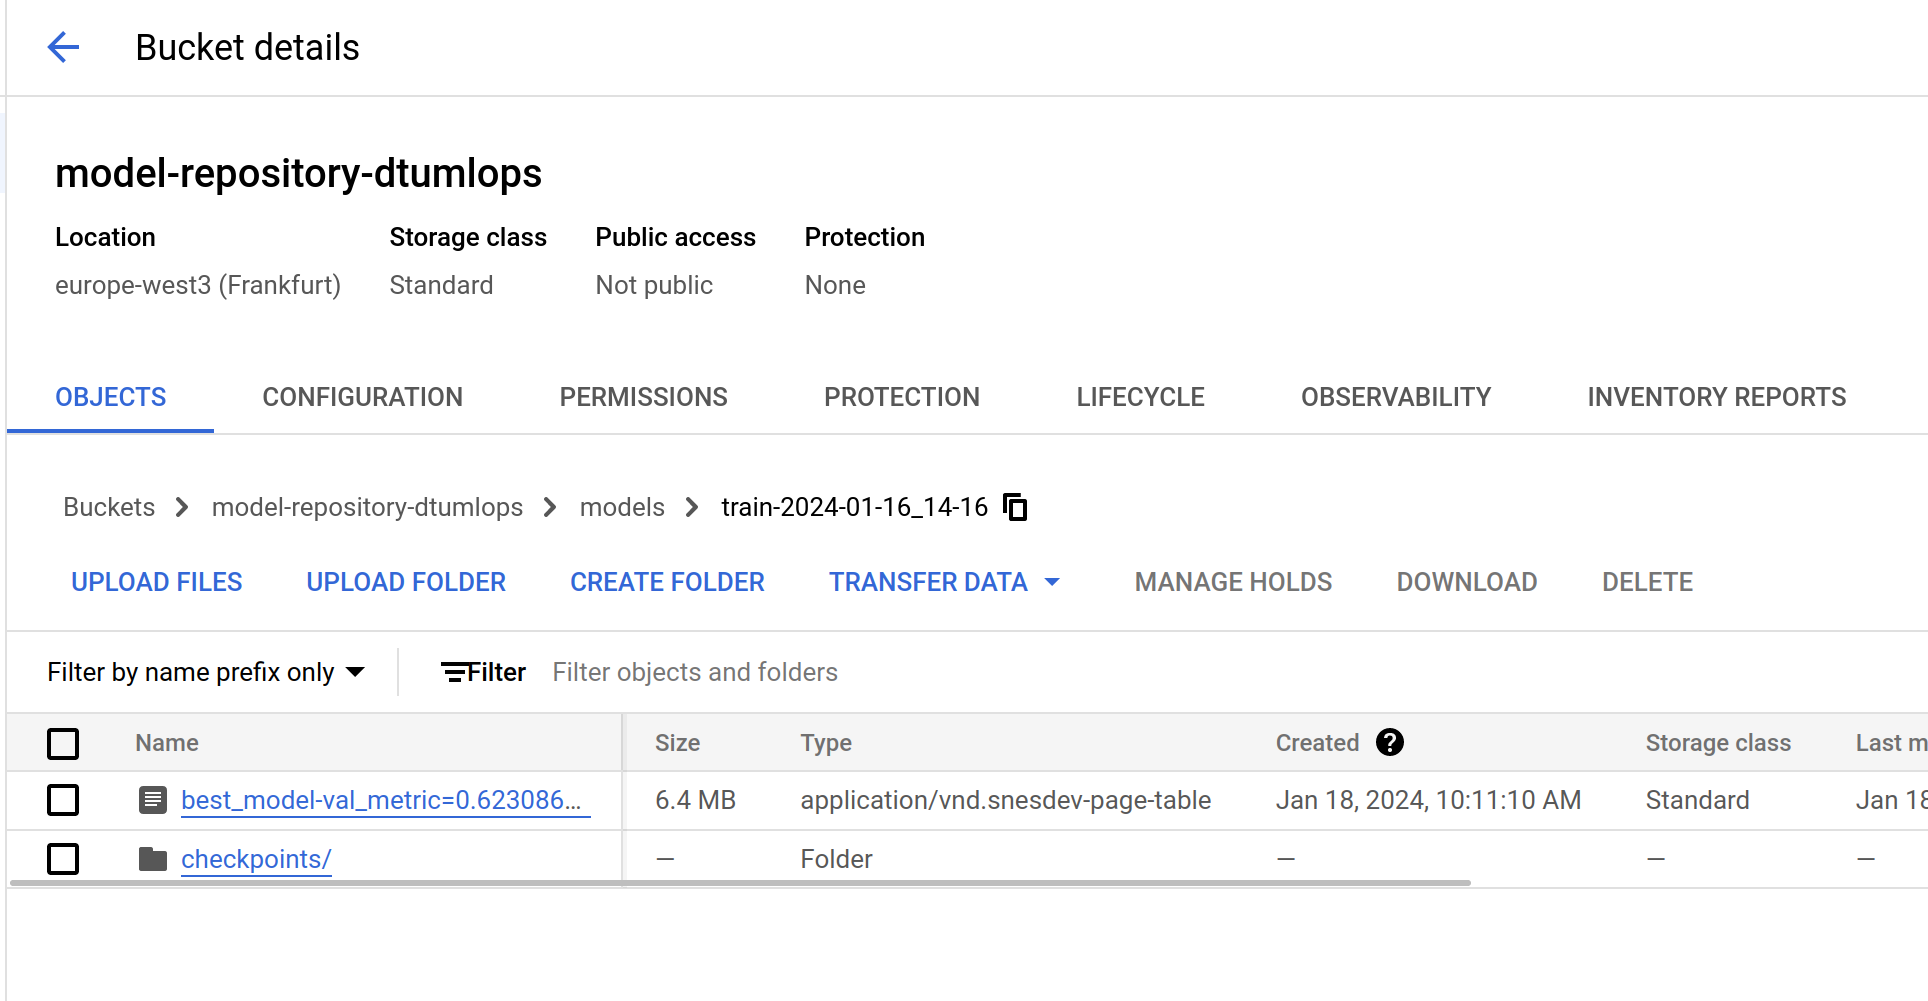 Bucket details
model-repository-dtumlops
Location Storage class Public access Protection
europe-west3 (Frankfurt) Standard Not public None
OBJECTS CONFIGURATION PERMISSIONS PROTECTION LIFECYCLE OBSERVABILITY INVENTORY REPORTS
Buckets > model-repository-dtumlops > models > train-2024-01-16_14-16
UPLOAD FILES UPLOAD FOLDER CREATE FOLDER TRANSFER DATA MANAGE HOLDS DOWNLOAD DELETE
Filter by name prefix only Filter Filter objects and folders
Name Size Type Created ? Storage class Last m
best_model-val_metric=0.623086... 6.4 MB application/vnd.snesdev-page-table Jan 18, 2024, 10:11:10 AM Standard Jan 18
checkpoints/ — Folder — — —